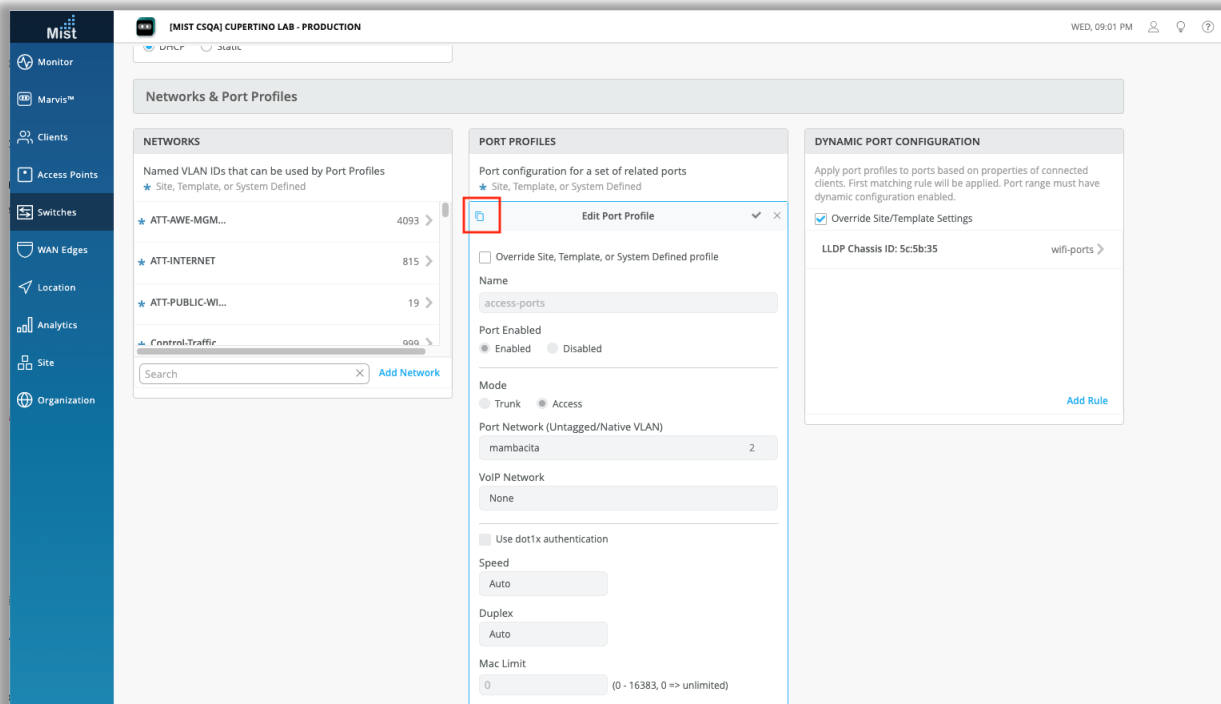 Mist
[MIST CSQA] CUPERTINO LAB - PRODUCTION
WED, 09:01 PM
Monitor
Marvis™
Clients
Access Points
Switches
WAN Edges
Location
Analytics
Site
Organization
DHCP Static
Networks & Port Profiles
NETWORKS
Named VLAN IDs that can be used by Port Profiles
* Site, Template, or System Defined
* ATT-AWE-MGM... 4093 >
* ATT-INTERNET 815 >
* ATT-PUBLIC-WI... 19 >
* Control-Traffic 999 >
Search ×
Add Network
PORT PROFILES
Port configuration for a set of related ports
* Site, Template, or System Defined
Edit Port Profile
Override Site, Template, or System Defined profile
Name
access-ports
Port Enabled
Enabled Disabled
Mode
Trunk Access
Port Network (Untagged/Native VLAN)
mambacita 2
VoIP Network
None
Use dot1x authentication
Speed
Auto
Duplex
Auto
Mac Limit
0 (0 - 16383, 0 => unlimited)
DYNAMIC PORT CONFIGURATION
Apply port profiles to ports based on properties of connected
clients. First matching rule will be applied. Port range must have
dynamic configuration enabled.
Override Site/Template Settings
LLDP Chassis ID: 5c:5b:35 wifi-ports >
Add Rule